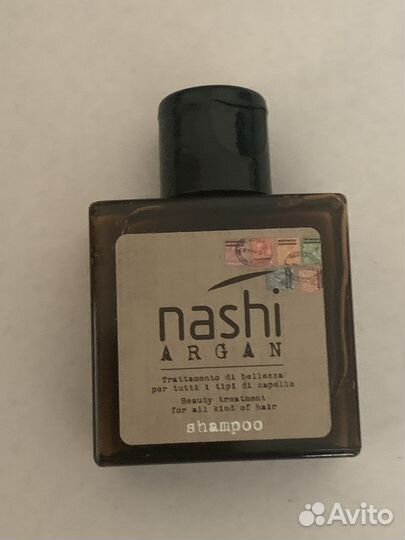 nashi
ARGAN
Trattamento di bellezza
per tutti i tipi di capello
Beauty treatment
for all kind of hair
shampoo
Avito